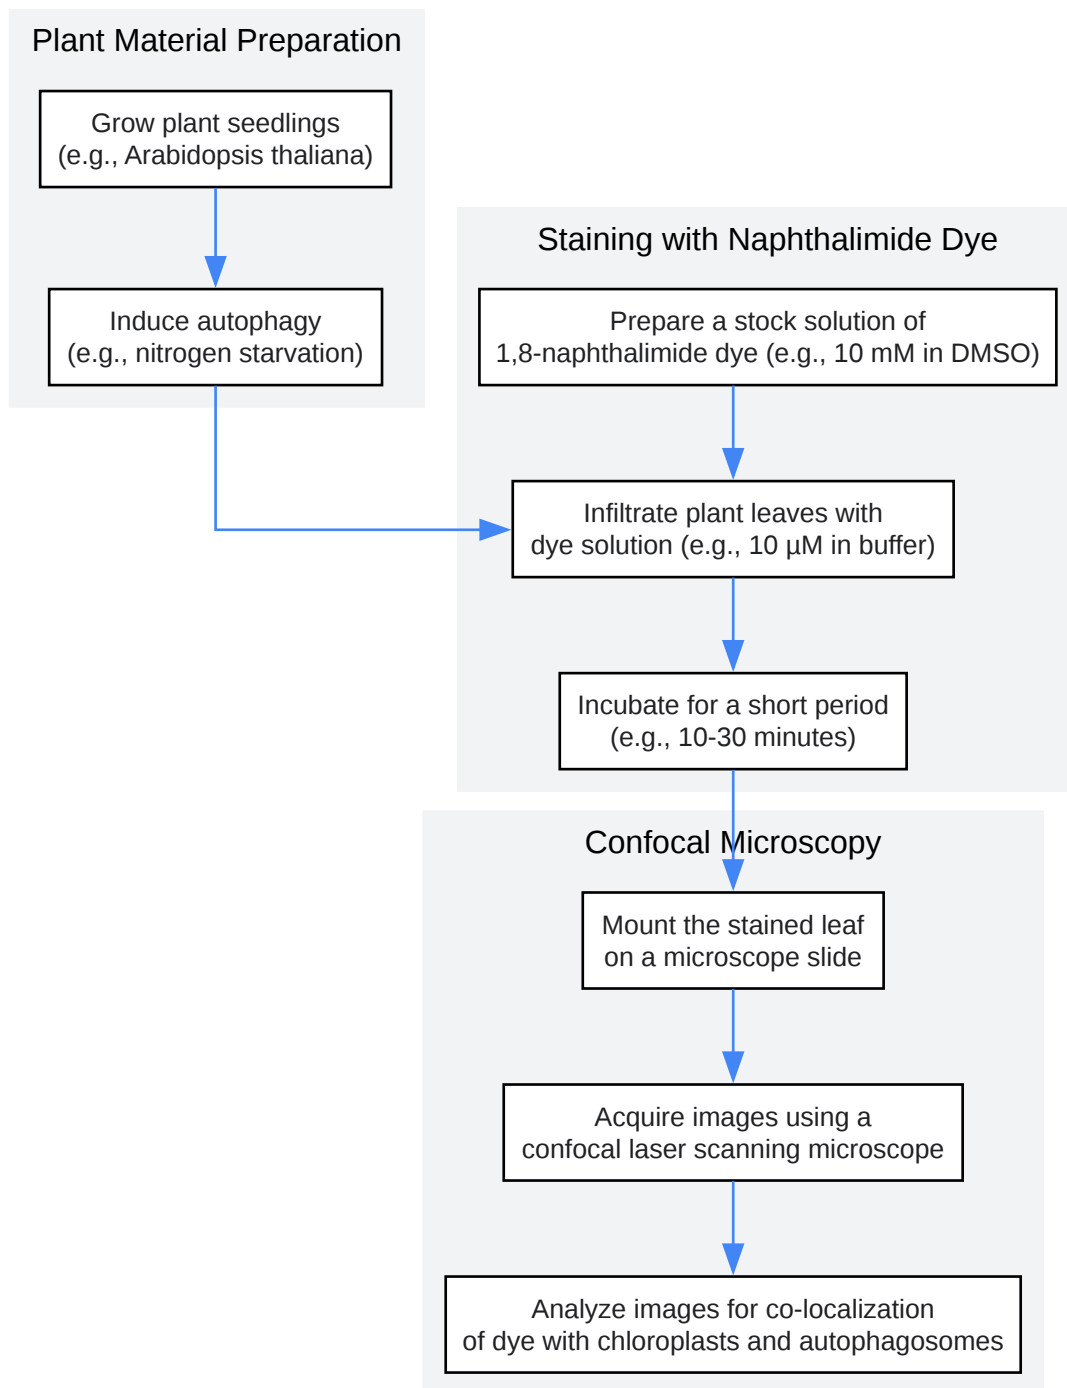 Plant Material Preparation
Grow plant seedlings
(e.g., Arabidopsis thaliana)
Induce autophagy
(e.g., nitrogen starvation)
Staining with Naphthalimide Dye
Prepare a stock solution of
1,8-naphthalimide dye (e.g., 10 mM in DMSO)
Infiltrate plant leaves with
dye solution (e.g., 10 µM in buffer)
Incubate for a short period
(e.g., 10-30 minutes)
Confocal Microscopy
Mount the stained leaf
on a microscope slide
Acquire images using a
confocal laser scanning microscope
Analyze images for co-localization
of dye with chloroplasts and autophagosomes